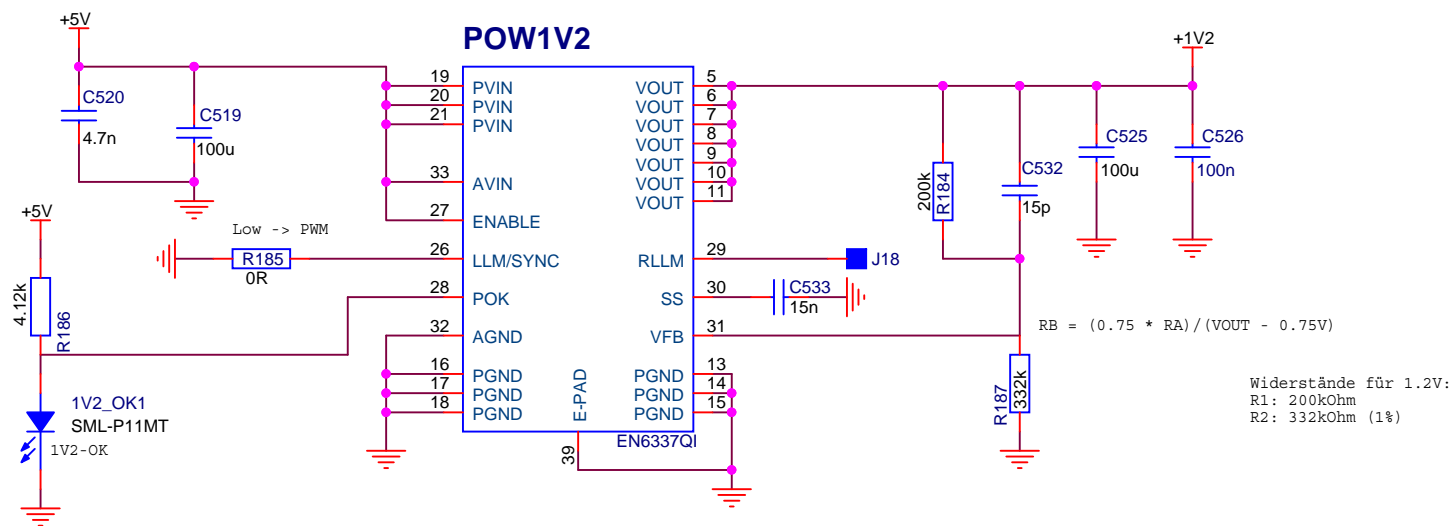 +5V
POW1V2
+1V2
C520
4.7n
C519
100u
19
20
21
33
27
26
28
32
16
17
18
PVIN
PVIN
PVIN
AVIN
ENABLE
LLM/SYNC
POK
AGND
PGND
PGND
PGND
E-PAD
39
VOUT
VOUT
VOUT
VOUT
VOUT
VOUT
VOUT
RLLM
SS
VFB
PGND
PGND
PGND
5
6
7
8
9
10
11
29
30
31
13
14
15
EN6337QI
200k
R184
C532
15p
C525
100u
C526
100n
+5V
Low -> PWM
R185
0R
4.12k
R186
1V2_OK1
SML-P11MT
1V2-OK
J18
C533
15n
RB = (0.75 * RA)/(VOUT - 0.75V)
R187
332k
Widerstände für 1.2V:
R1: 200kOhm
R2: 332kOhm (1%)